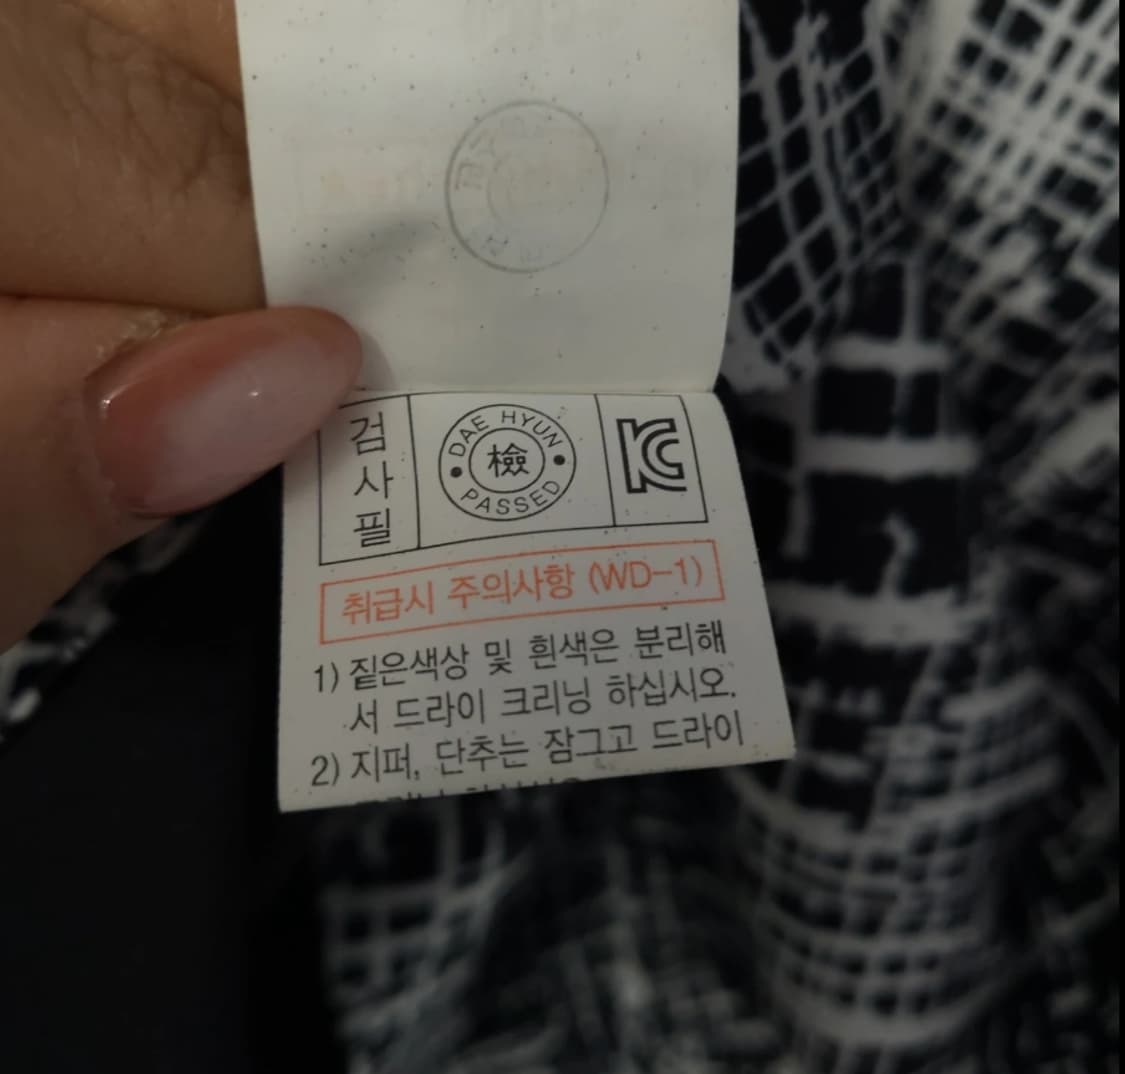 검사필
DAE HYUN
檢
PASSED
KC
취급시 주의사항 (WD-1)
1) 짙은색상 및 흰색은 분리해
서 드라이 크리닝 하십시오.
2) 지퍼, 단추는 잠그고 드라이